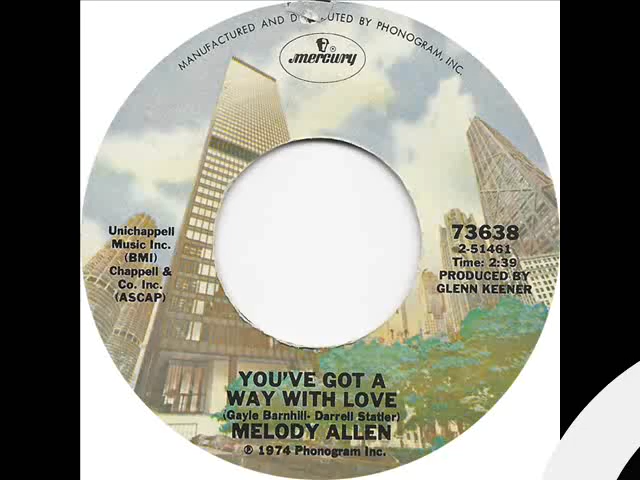 MANUFACTURED AND DISTRIBUTED BY PHONOGRAM, INC.
mercury
®
Unichappell
Music Inc.
(BMI)
Chappell &
Co. Inc.
(ASCAP)
73638
2-51461
Time: 2:39
PRODUCED BY
GLENN KEENER
YOU'VE GOT A
WAY WITH LOVE
(Gayle Barnhill- Darrell Statler)
MELODY ALLEN
℗ 1974 Phonogram Inc.